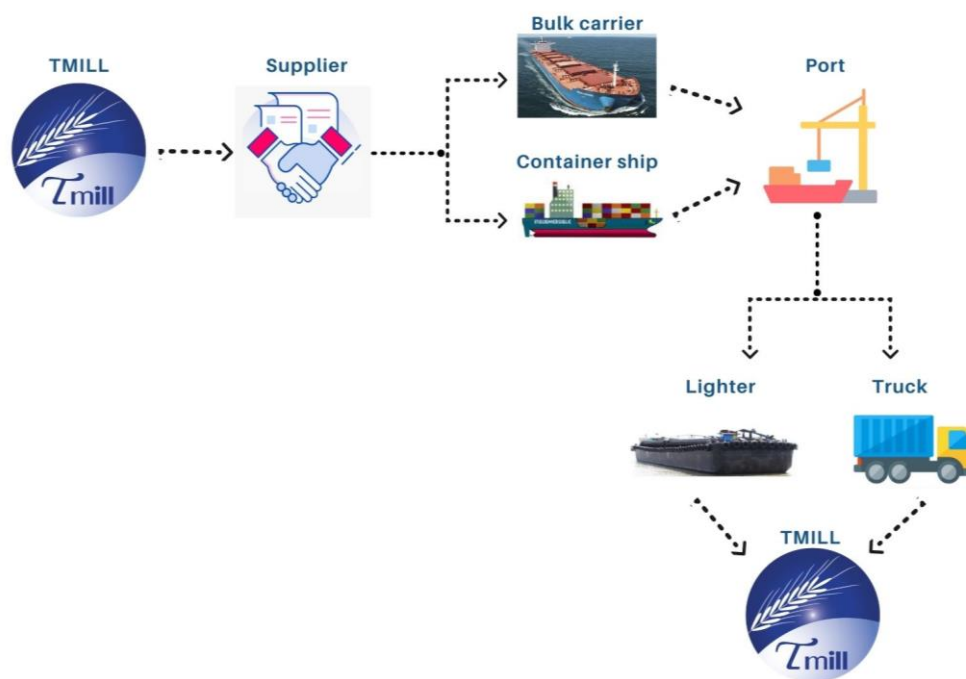 Bulk carrier
TMILL
Supplier
Port
Tmill
Container ship
Lighter
Truck
TMILL
Tmill